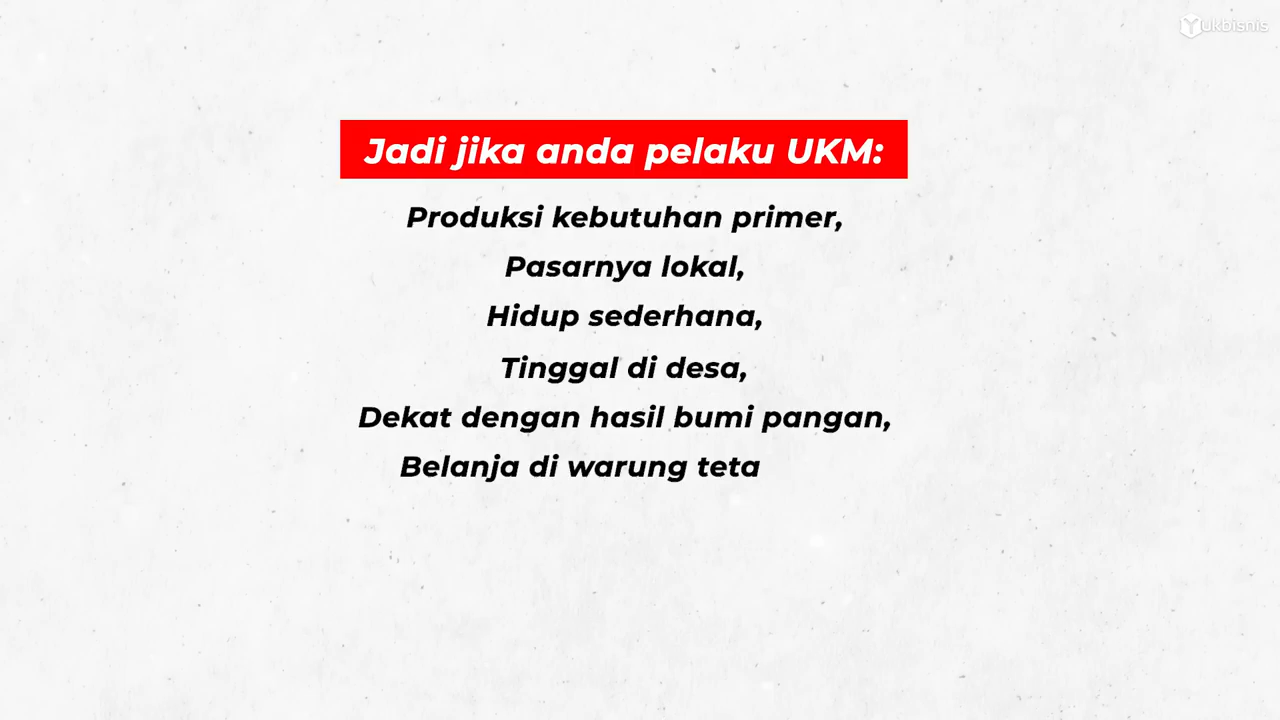 ukbisnis
Jadi jika anda pelaku UKM:
Produksi kebutuhan primer,
Pasarnya lokal,
Hidup sederhana,
Tinggal di desa,
Dekat dengan hasil bumi pangan,
Belanja di warung teta